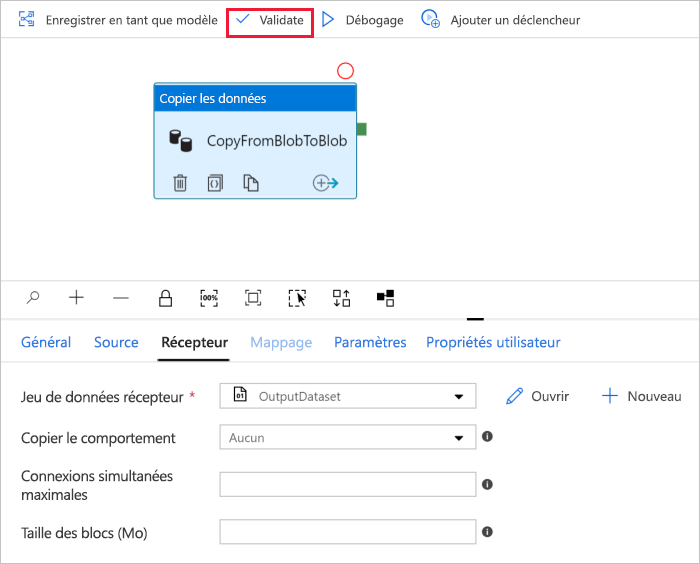 Enregistrer en tant que modèle Validate Débogage Ajouter un déclencheur
Copier les données
CopyFromBlobToBlob
100%
Général Source Récepteur Mappage Paramètres Propriétés utilisateur
Jeu de données récepteur * 01 OutputDataset Ouvrir Nouveau
Copier le comportement Aucun
Connexions simultanées
maximales
Taille des blocs (Mo)